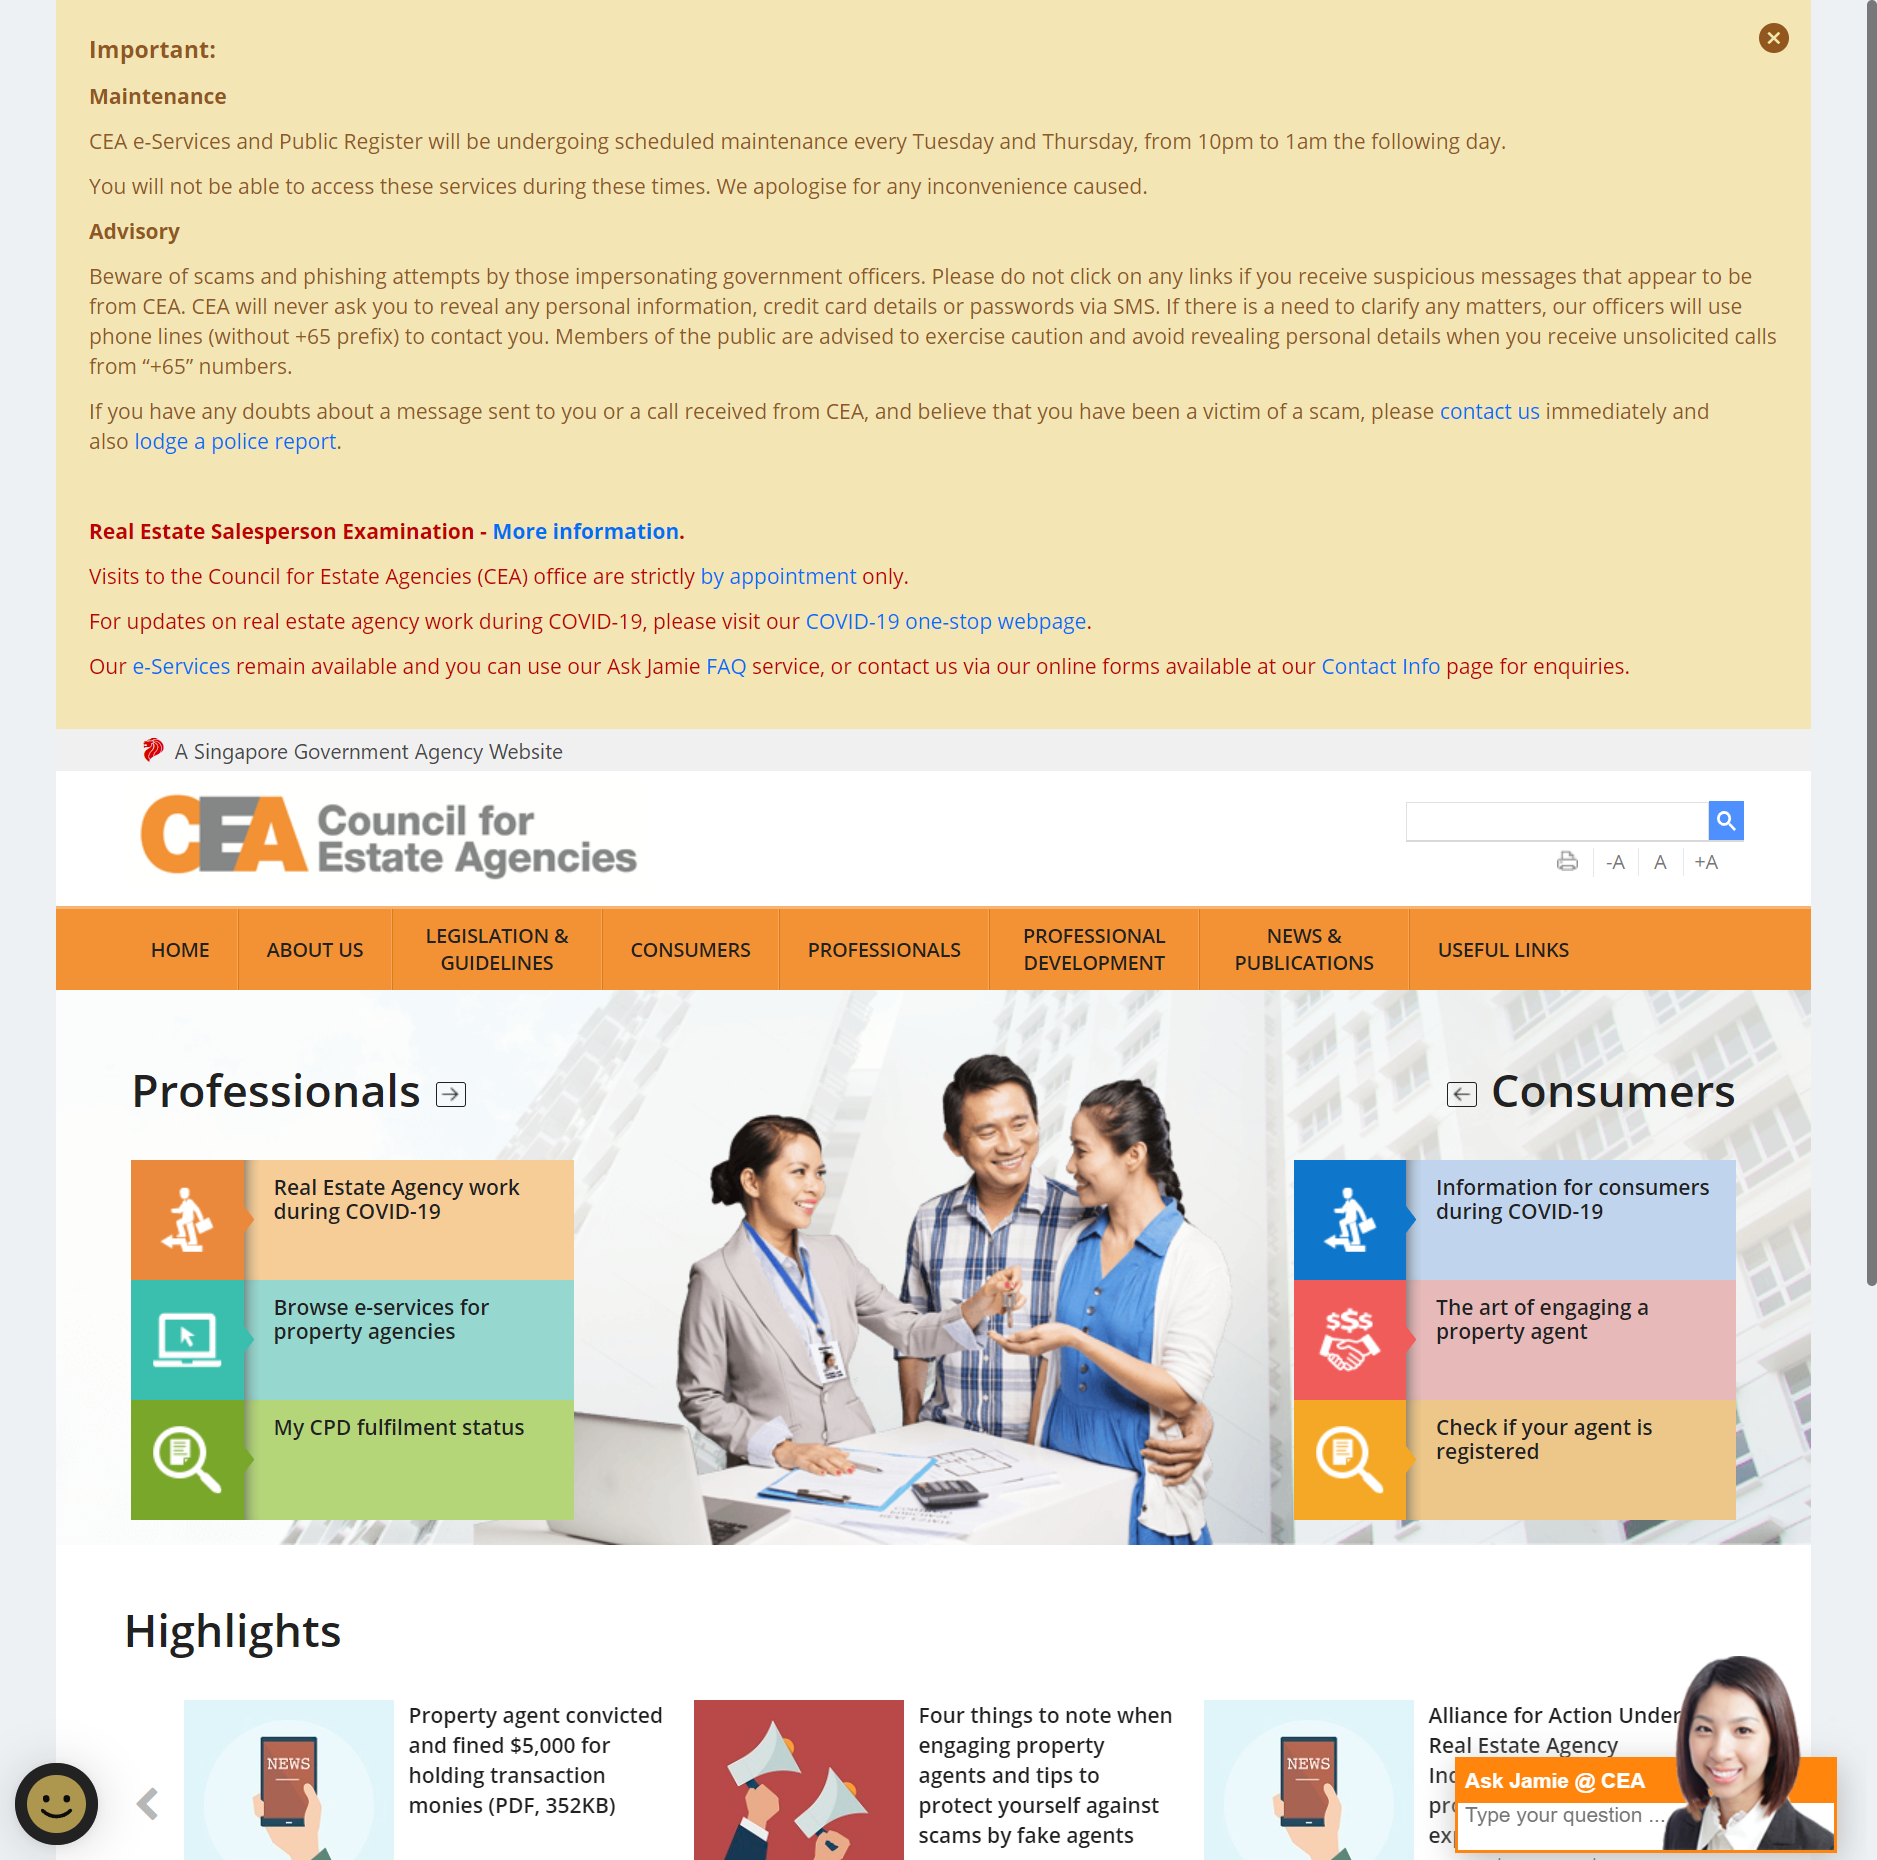 Important:
Maintenance
CEA e-Services and Public Register will be undergoing scheduled maintenance every Tuesday and Thursday, from 10pm to 1am the following day.
You will not be able to access these services during these times. We apologise for any inconvenience caused.
Advisory
Beware of scams and phishing attempts by those impersonating government officers. Please do not click on any links if you receive suspicious messages that appear to be
from CEA. CEA will never ask you to reveal any personal information, credit card details or passwords via SMS. If there is a need to clarify any matters, our officers will use
phone lines (without +65 prefix) to contact you. Members of the public are advised to exercise caution and avoid revealing personal details when you receive unsolicited calls
from “+65” numbers.
If you have any doubts about a message sent to you or a call received from CEA, and believe that you have been a victim of a scam, please contact us immediately and
also lodge a police report.
Real Estate Salesperson Examination - More information.
Visits to the Council for Estate Agencies (CEA) office are strictly by appointment only.
For updates on real estate agency work during COVID-19, please visit our COVID-19 one-stop webpage.
Our e-Services remain available and you can use our Ask Jamie FAQ service, or contact us via our online forms available at our Contact Info page for enquiries.
A Singapore Government Agency Website
CEA Council for
Estate Agencies
-A A +A
HOME
ABOUT US
LEGISLATION &
GUIDELINES
CONSUMERS
PROFESSIONALS
PROFESSIONAL
DEVELOPMENT
NEWS &
PUBLICATIONS
USEFUL LINKS
Professionals
Real Estate Agency work
during COVID-19
Browse e-services for
property agencies
My CPD fulfilment status
Consumers
Information for consumers
during COVID-19
$$$
The art of engaging a
property agent
Check if your agent is
registered
Highlights
NEWS
Property agent convicted
and fined $5,000 for
holding transaction
monies (PDF, 352KB)
Four things to note when
engaging property
agents and tips to
protect yourself against
scams by fake agents
NEWS
Alliance for Action Under
Real Estate Agency
Ask Jamie @ CEA
Type your question ...